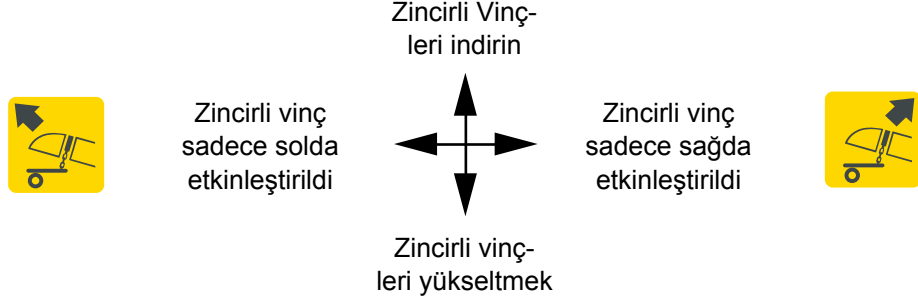 Zincirli Vinç-
leri indirin
Zincirli vinç
sadece solda
etkinleştirildi
Zincirli vinç
sadece sağda
etkinleştirildi
Zincirli vinç-
leri yükseltmek